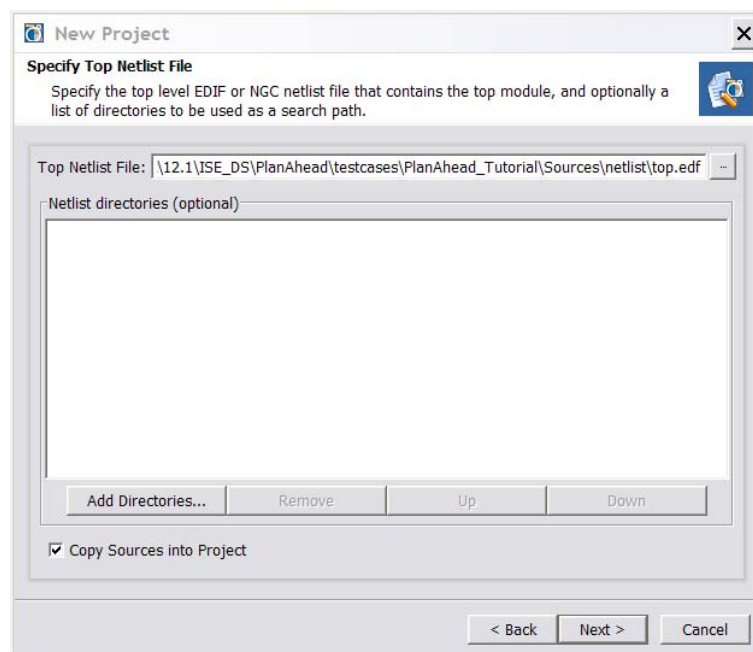 New Project
Specify Top Netlist File
Specify the top level EDIF or NGC netlist file that contains the top module, and optionally a
list of directories to be used as a search path.
Top Netlist File: \12.1\ISE_DS\PlanAhead\testcases\PlanAhead_Tutorial\Sources\netlist\top.edf ...
Netlist directories (optional)
Add Directories... Remove Up Down
Copy Sources into Project
< Back Next > Cancel